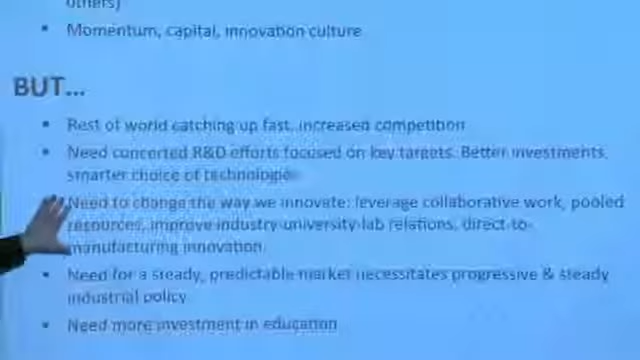 others)
• Momentum, capital, innovation culture
BUT...
• Rest of world catching up fast, increased competition
• Need concerted R&D efforts focused on key targets. Better investments,
smarter choice of technologies
• Need to change the way we innovate: leverage collaborative work, pooled
resources, improve industry-university-lab relations, direct-to-
manufacturing innovation.
• Need for a steady, predictable market necessitates progressive & steady
industrial policy
• Need more investment in education